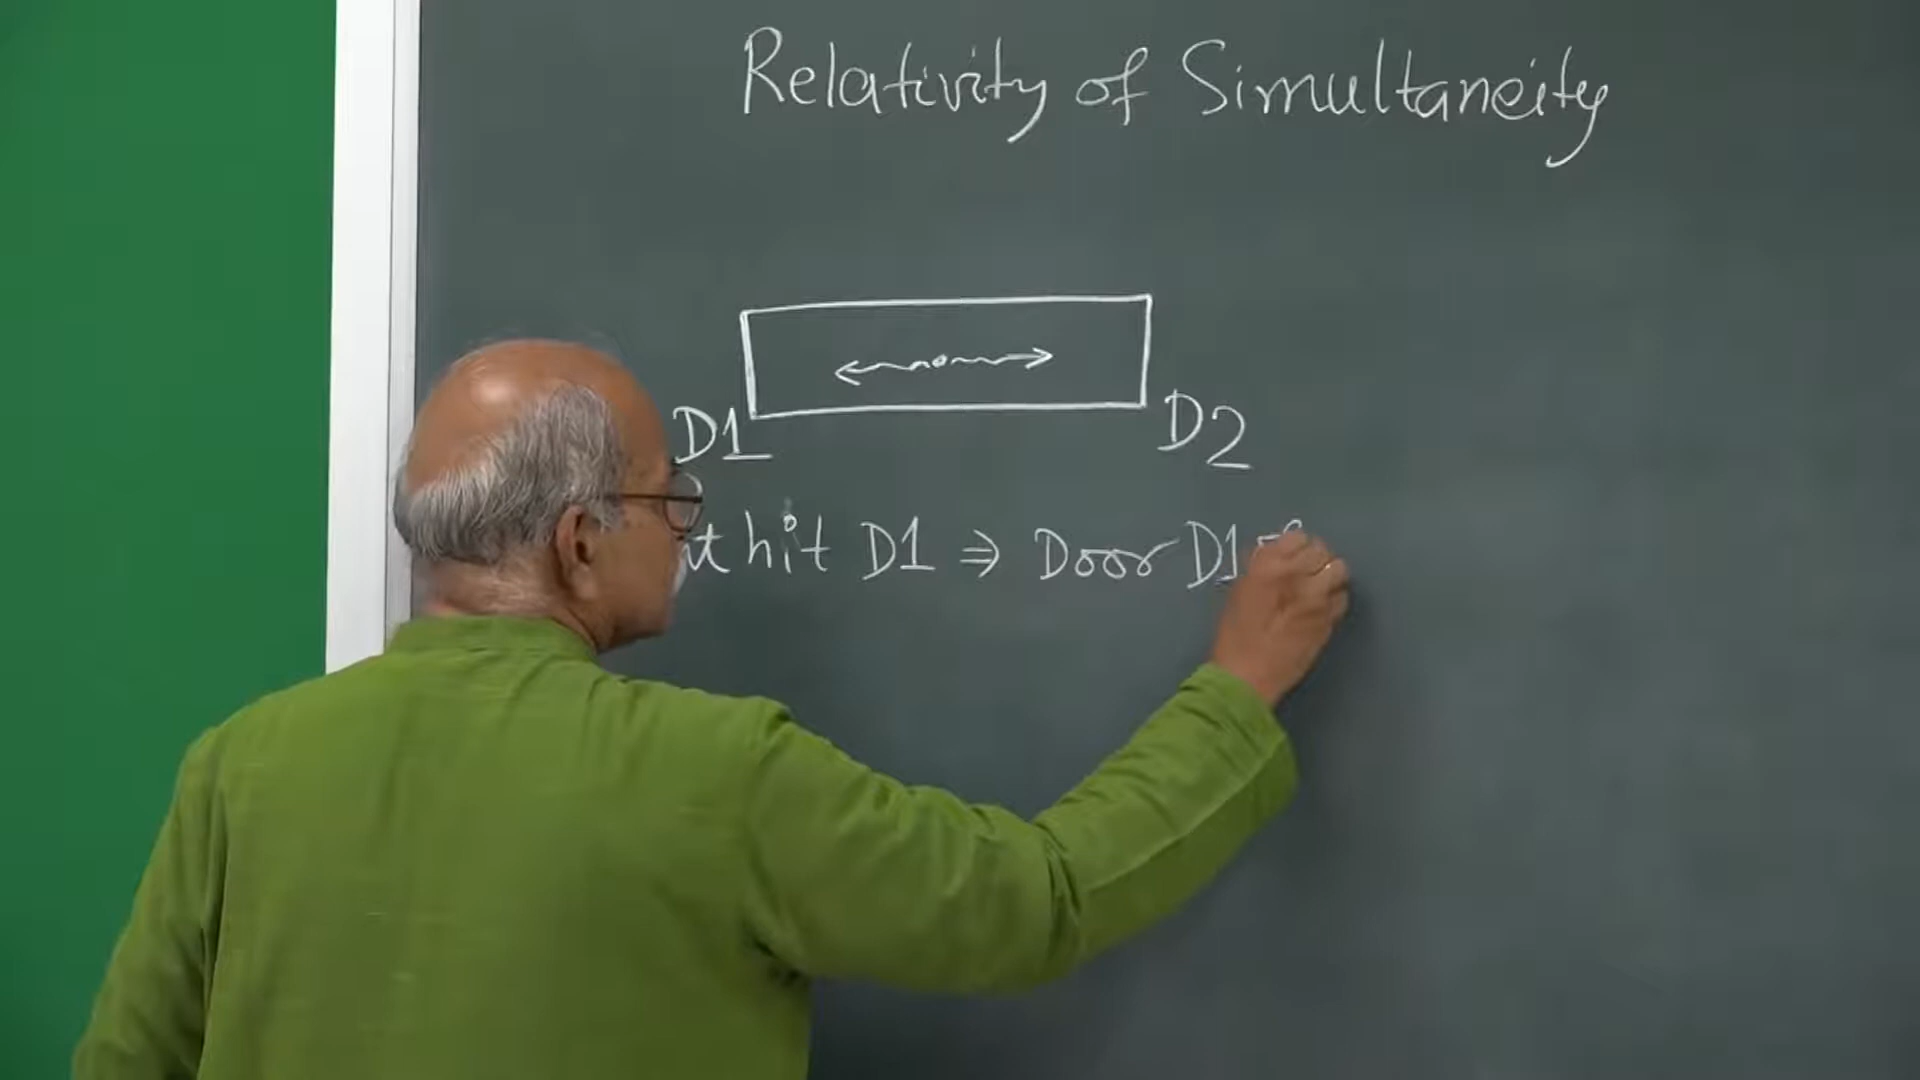 Relativity of Simultaneity
D1
D2
hit D1 ⇒ Door D1